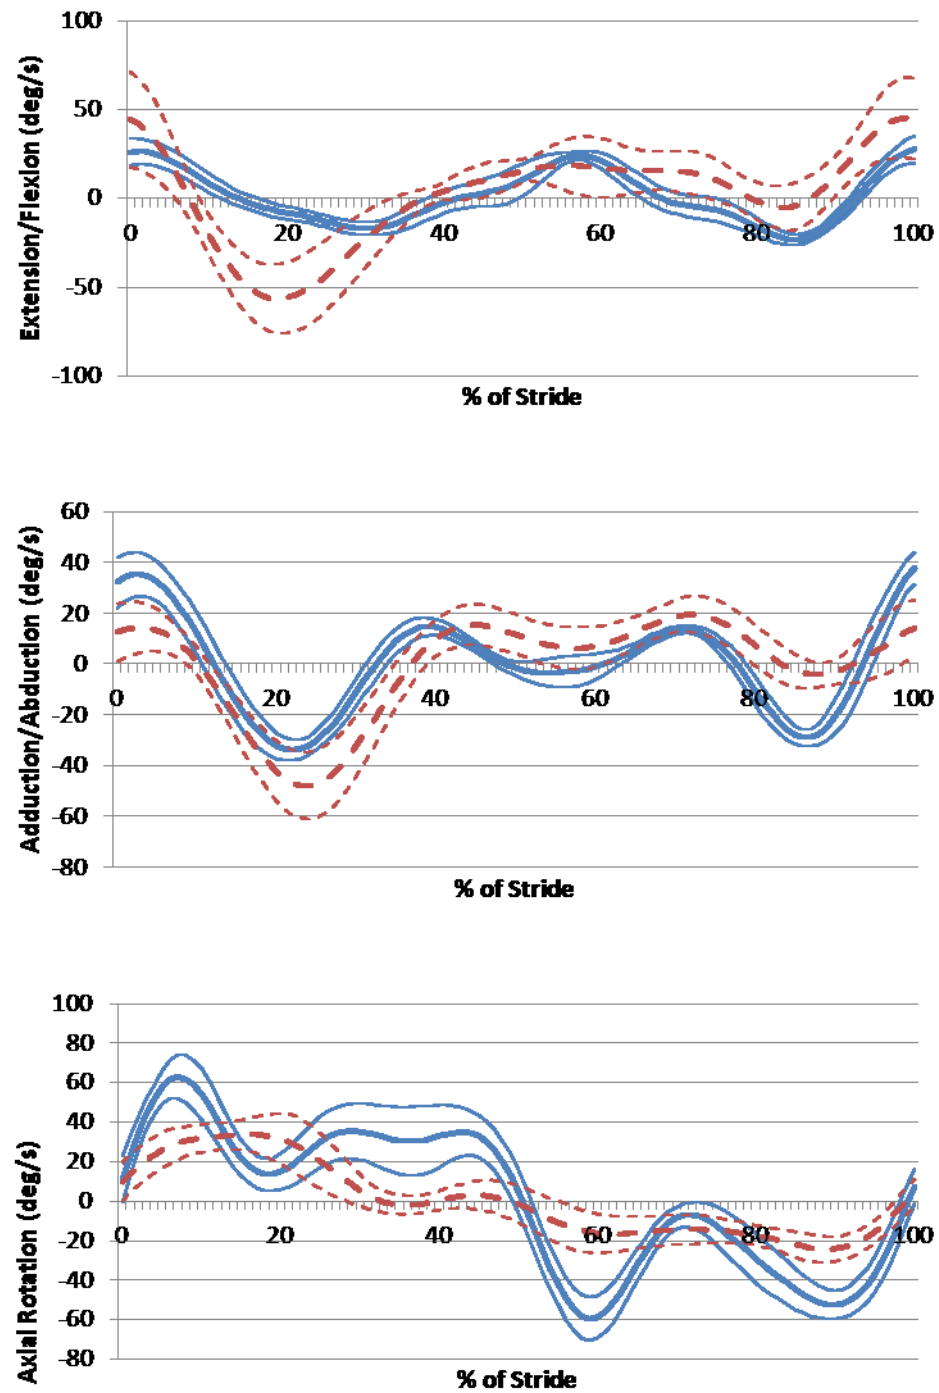 100
50
0
-50
-100
0 20 40 60 80 100
Extension/Flexion (deg/s)
% of Stride
60
40
20
0
-20
-40
-60
-80
0 20 40 60 80 100
Adduction/Abduction (deg/s)
% of Stride
100
80
60
40
20
0
-20
-40
-60
-80
0 20 40 60 80 100
Axial Rotation (deg/s)
% of Stride